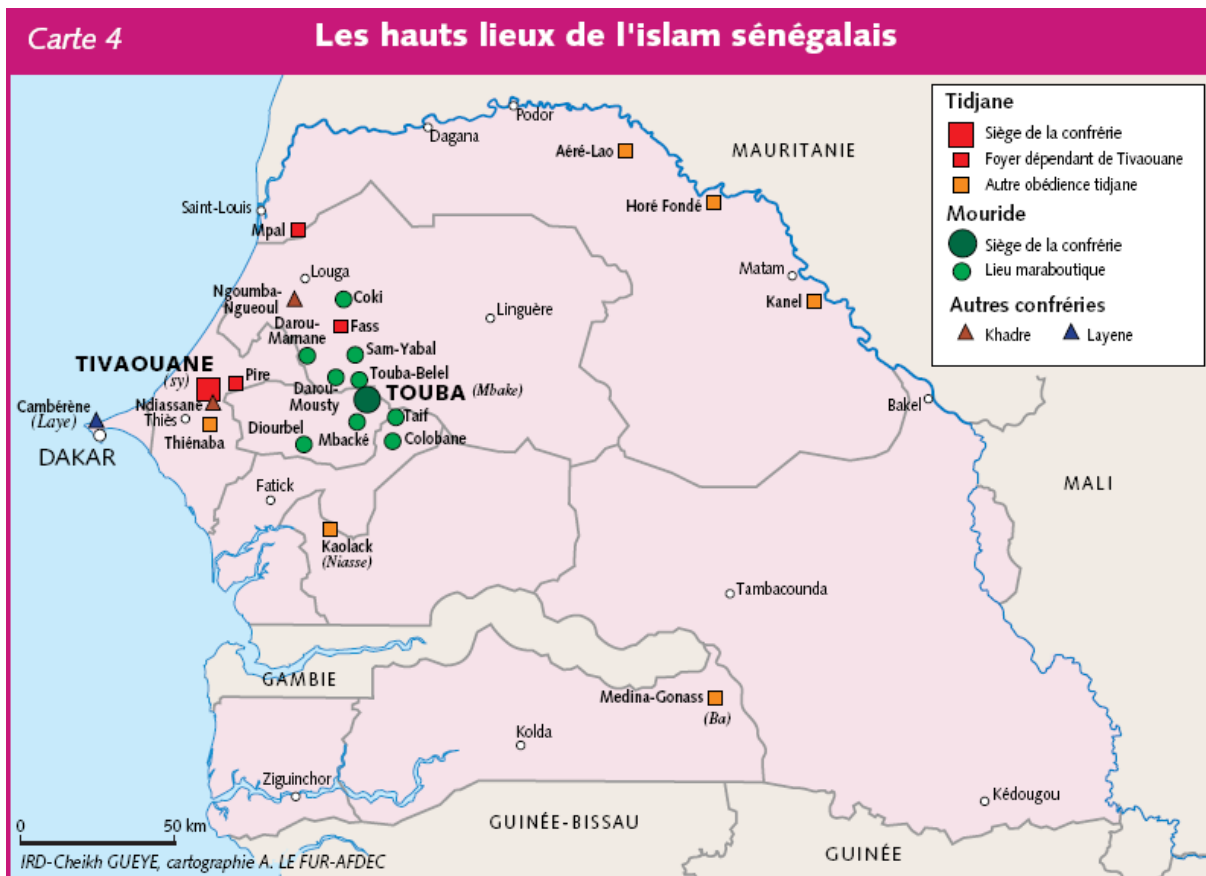 Carte 4
Les hauts lieux de l'islam sénégalais
Tidjane
Siège de la confrérie
Foyer dépendant de Tivaouane
Autre obédience tidjane
Mouride
Siège de la confrérie
Lieu maraboutique
Autres confréries
Khadre
Layene
Podor
Dagana
Aéré-Lao
MAURITANIE
Saint-Louis
Horé Fondé
Mpal
Louga
Matam
Ngoumba-
Ngueoul
Coki
Kanel
Linguère
Darou-
Mamane
Fass
Sam-Yabal
TIVAOUANE
(sy)
Pire
Touba-Belel
Darou-
Mousty
TOUBA (Mbake)
Bakel
Cambérène
(Laye)
Ndiassane
Thiès
Taif
DAKAR
Thiénaba
Diourbel
Mbacké
Colobane
MALI
Fatick
Kaolack
(Niasse)
Tambacounda
GAMBIE
Medina-Gonass
(Ba)
Kolda
Ziguinchor
Kédougou
GUINÉE-BISSAU
GUINÉE
0 50 km
IRD-Cheikh GUEYE, cartographie A. LE FUR-AFDEC